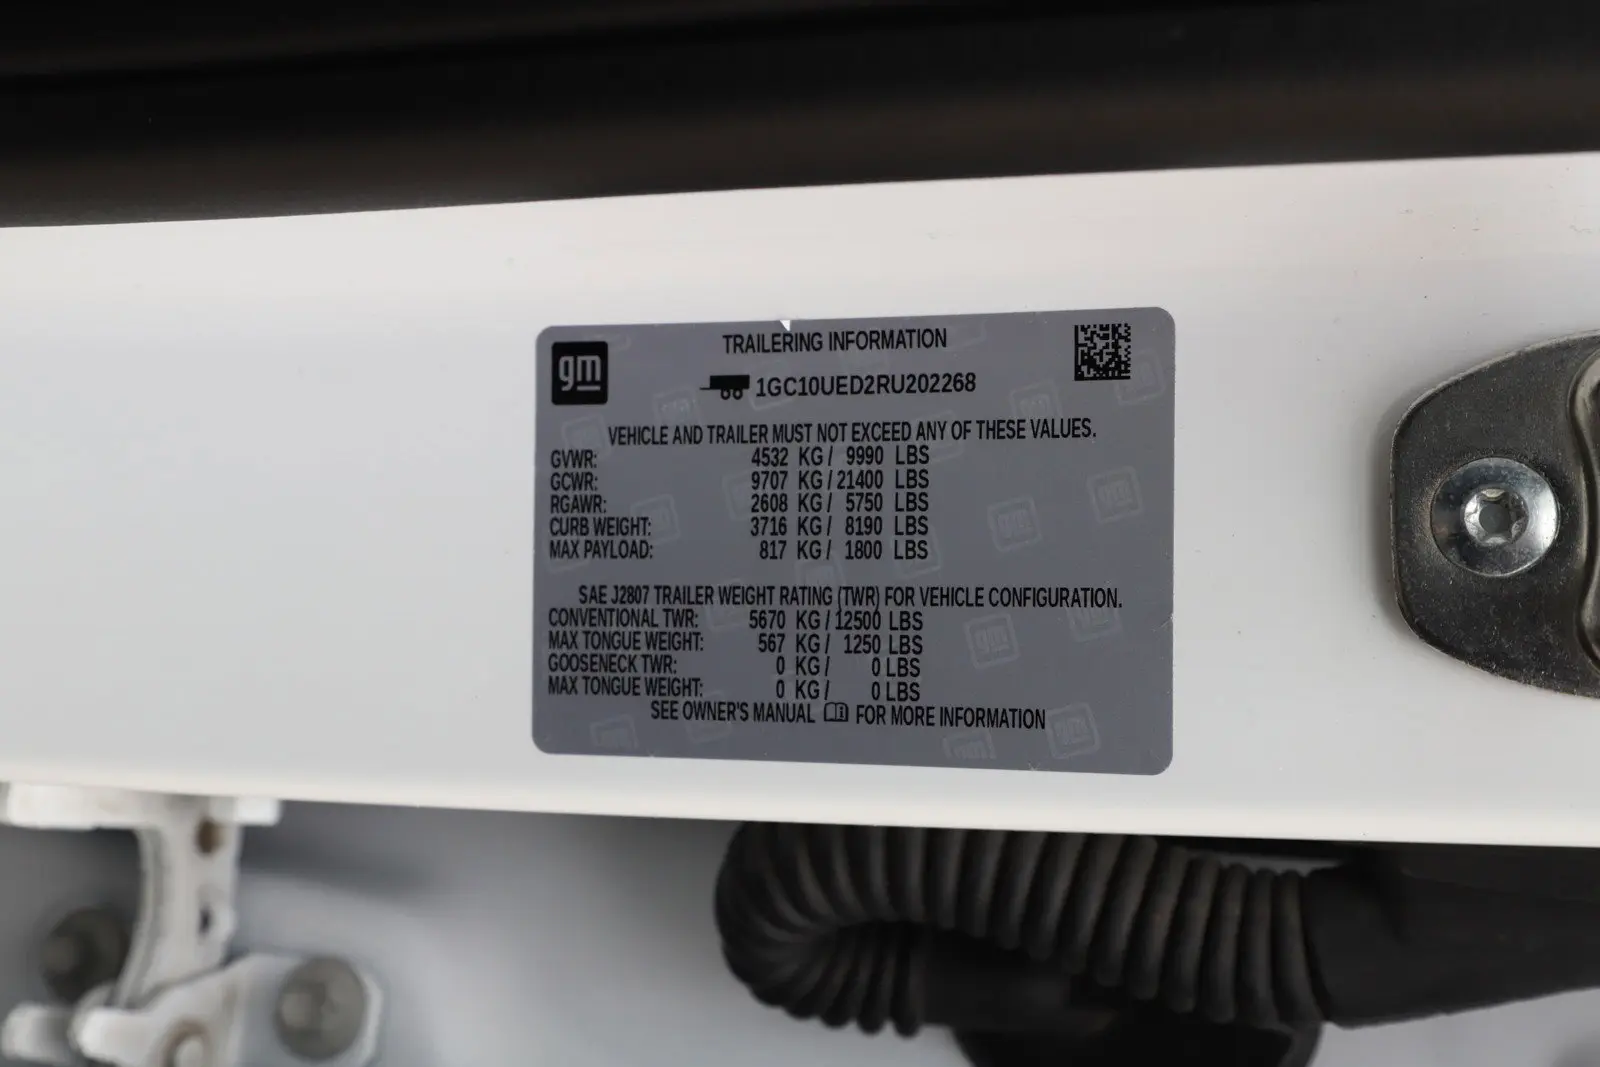 gm
TRAILERING INFORMATION
1GC10UED2RU202268
VEHICLE AND TRAILER MUST NOT EXCEED ANY OF THESE VALUES.
GVWR: 4532 KG/ 9990 LBS
GCWR: 9707 KG/21400 LBS
RGAWR: 2608 KG/ 5750 LBS
CURB WEIGHT: 3716 KG/ 8190 LBS
MAX PAYLOAD: 817 KG/ 1800 LBS
SAE J2807 TRAILER WEIGHT RATING (TWR) FOR VEHICLE CONFIGURATION.
CONVENTIONAL TWR: 5670 KG/12500 LBS
MAX TONGUE WEIGHT: 567 KG/ 1250 LBS
GOOSENECK TWR: 0 KG/ 0 LBS
MAX TONGUE WEIGHT: 0 KG/ 0 LBS
SEE OWNER'S MANUAL FOR MORE INFORMATION